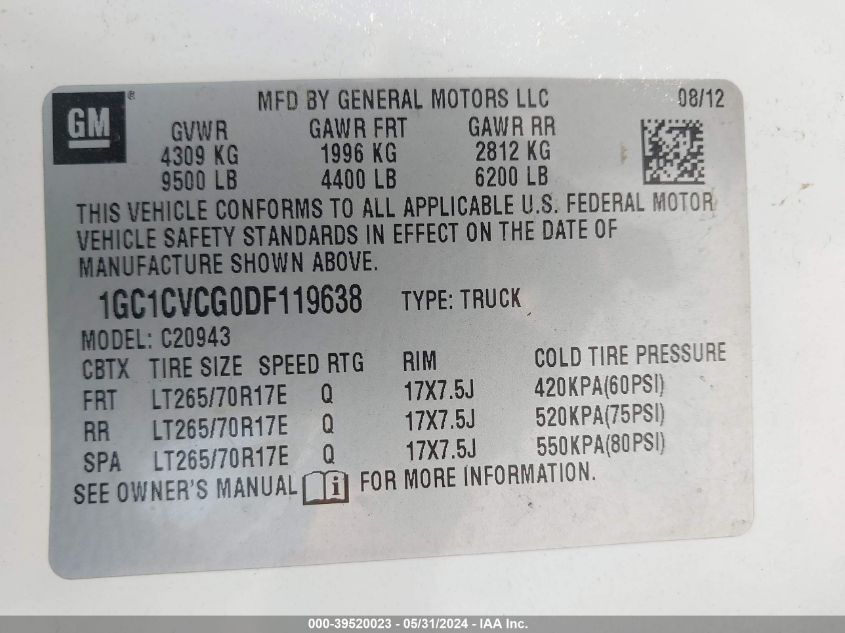 GM ® MFD BY GENERAL MOTORS LLC 08/12
GVWR GAWR FRT GAWR RR
4309 KG 1996 KG 2812 KG
9500 LB 4400 LB 6200 LB
THIS VEHICLE CONFORMS TO ALL APPLICABLE U.S. FEDERAL MOTOR
VEHICLE SAFETY STANDARDS IN EFFECT ON THE DATE OF
MANUFACTURE SHOWN ABOVE.
1GC1CVCG0DF119638 TYPE: TRUCK
MODEL: C20943
CBTX TIRE SIZE SPEED RTG RIM COLD TIRE PRESSURE
FRT LT265/70R17E Q 17X7.5J 420KPA(60PSI)
RR LT265/70R17E Q 17X7.5J 520KPA(75PSI)
SPA LT265/70R17E Q 17X7.5J 550KPA(80PSI)
SEE OWNER'S MANUAL i FOR MORE INFORMATION.
000-39520023 - 05/31/2024 - IAA Inc.